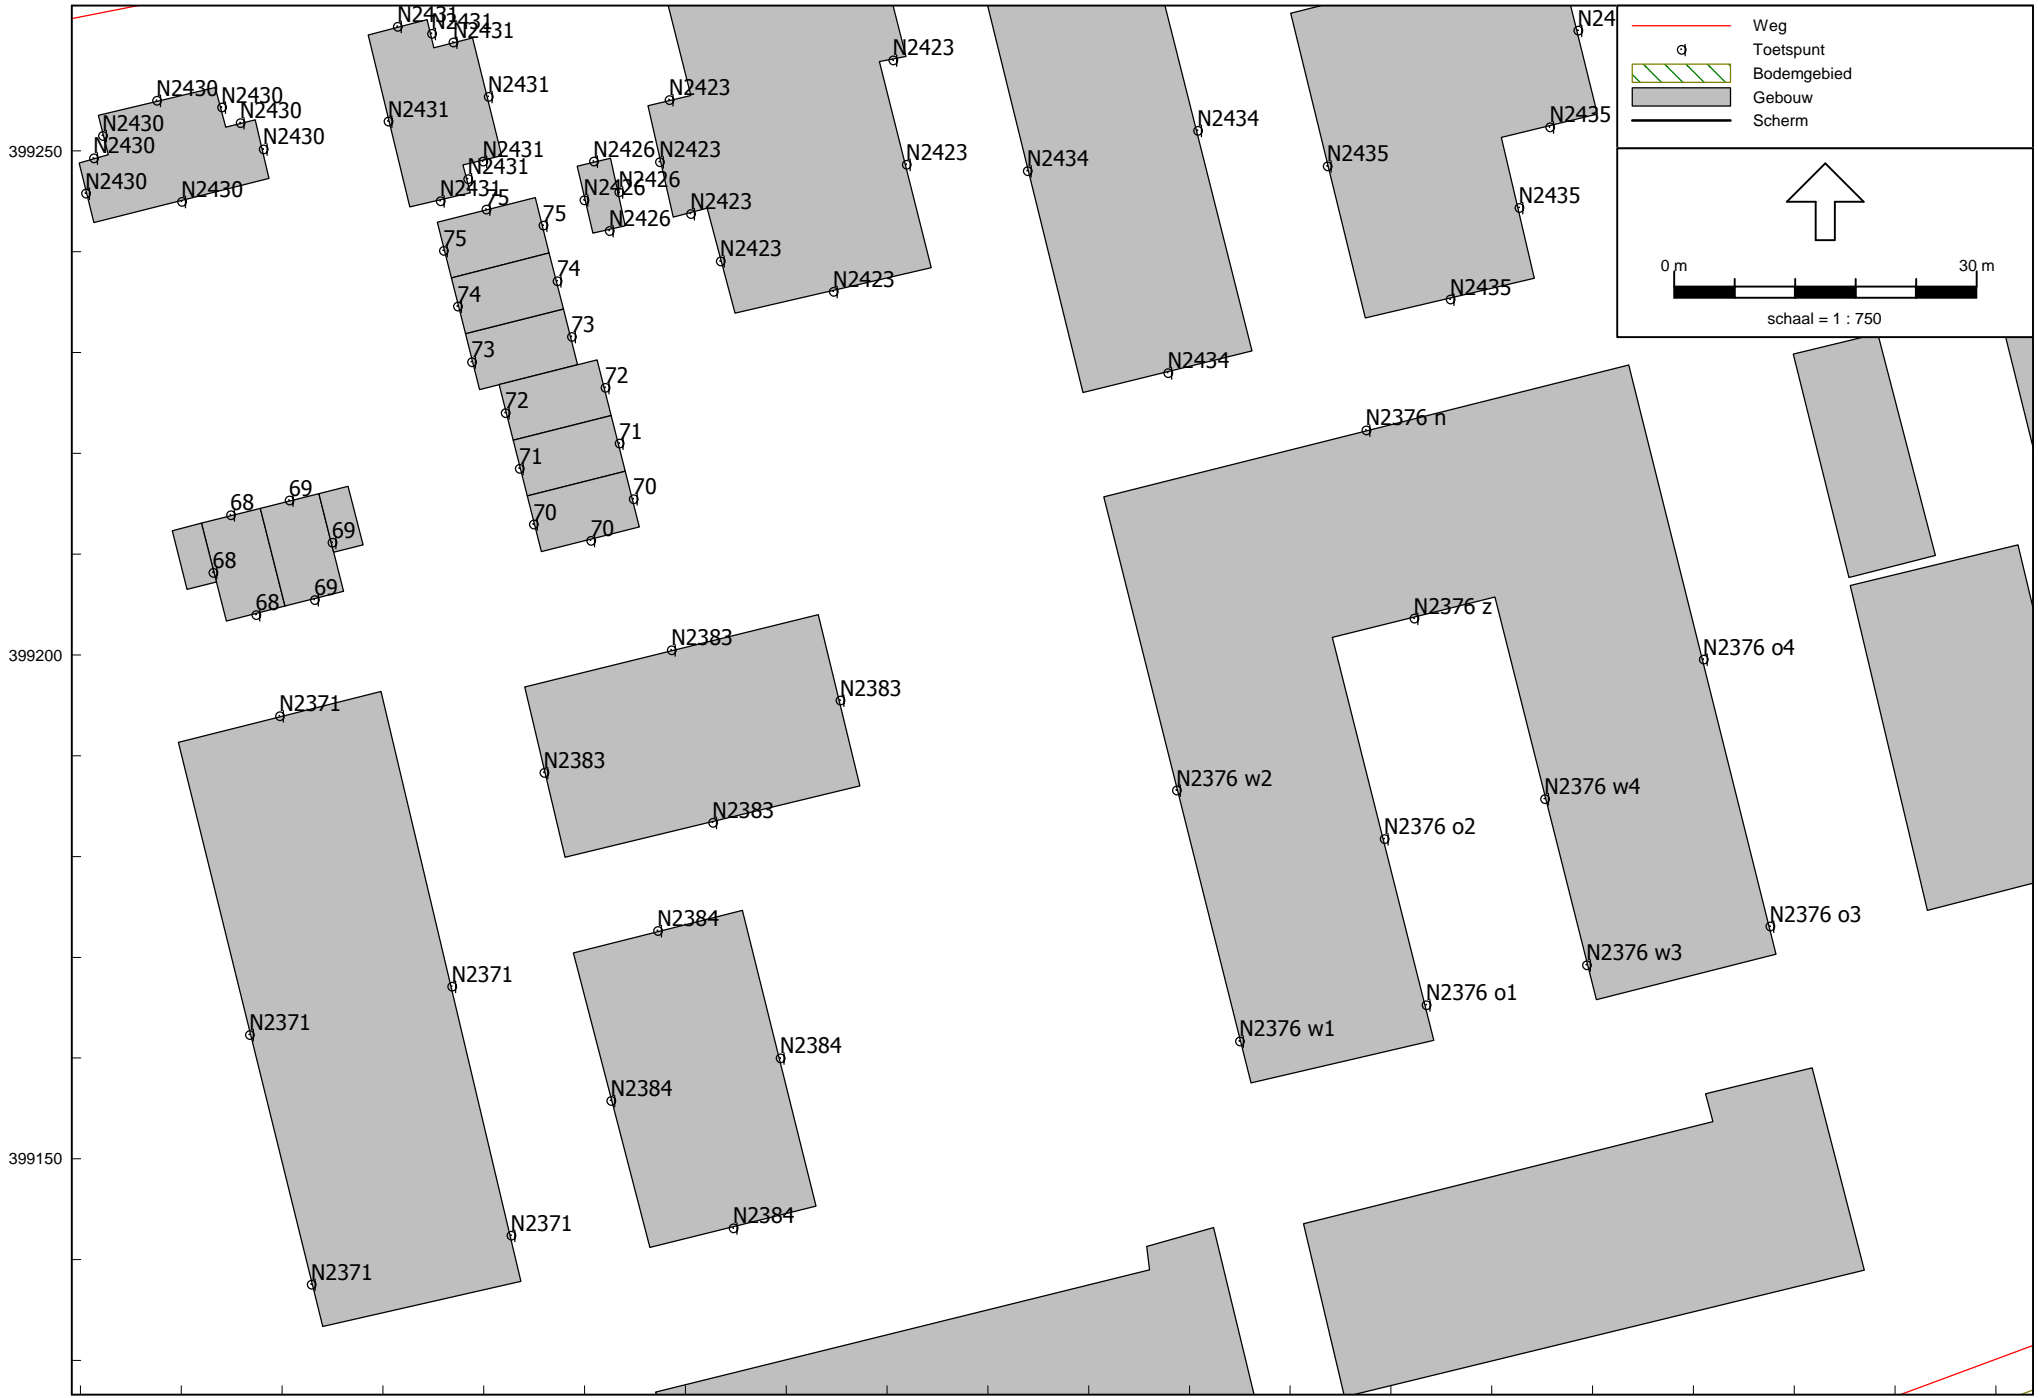 N2431
N2431
N2431
N24
Weg
N2423
Toetspunt
Bodemgebied
N2430
N2423
N2431
Gebouw
N2430
N2430
N2431
N2434
N2435
Scherm
N2430
N2430
399250
N2430
N2431
N2426
N2423
N2423
N2434
N2435
N2431
N2430
N2430
N2431
N2426
N2426
N2423
N2435
75
75
N2426
75
N2423
0 m
30 m
74
N2423
N2435
74
schaal = 1 : 750
73
73
N2434
72
72
N2376 n
71
71
70
69
68
70
70
69
68
69
68
N2376 z
N2383
N2376 o4
399200
N2383
N2371
N2383
N2376 w2
N2376 w4
N2383
N2376 o2
N2384
N2376 o3
N2376 w3
N2371
N2376 o1
N2371
N2376 w1
N2384
N2384
399150
N2384
N2371
N2371